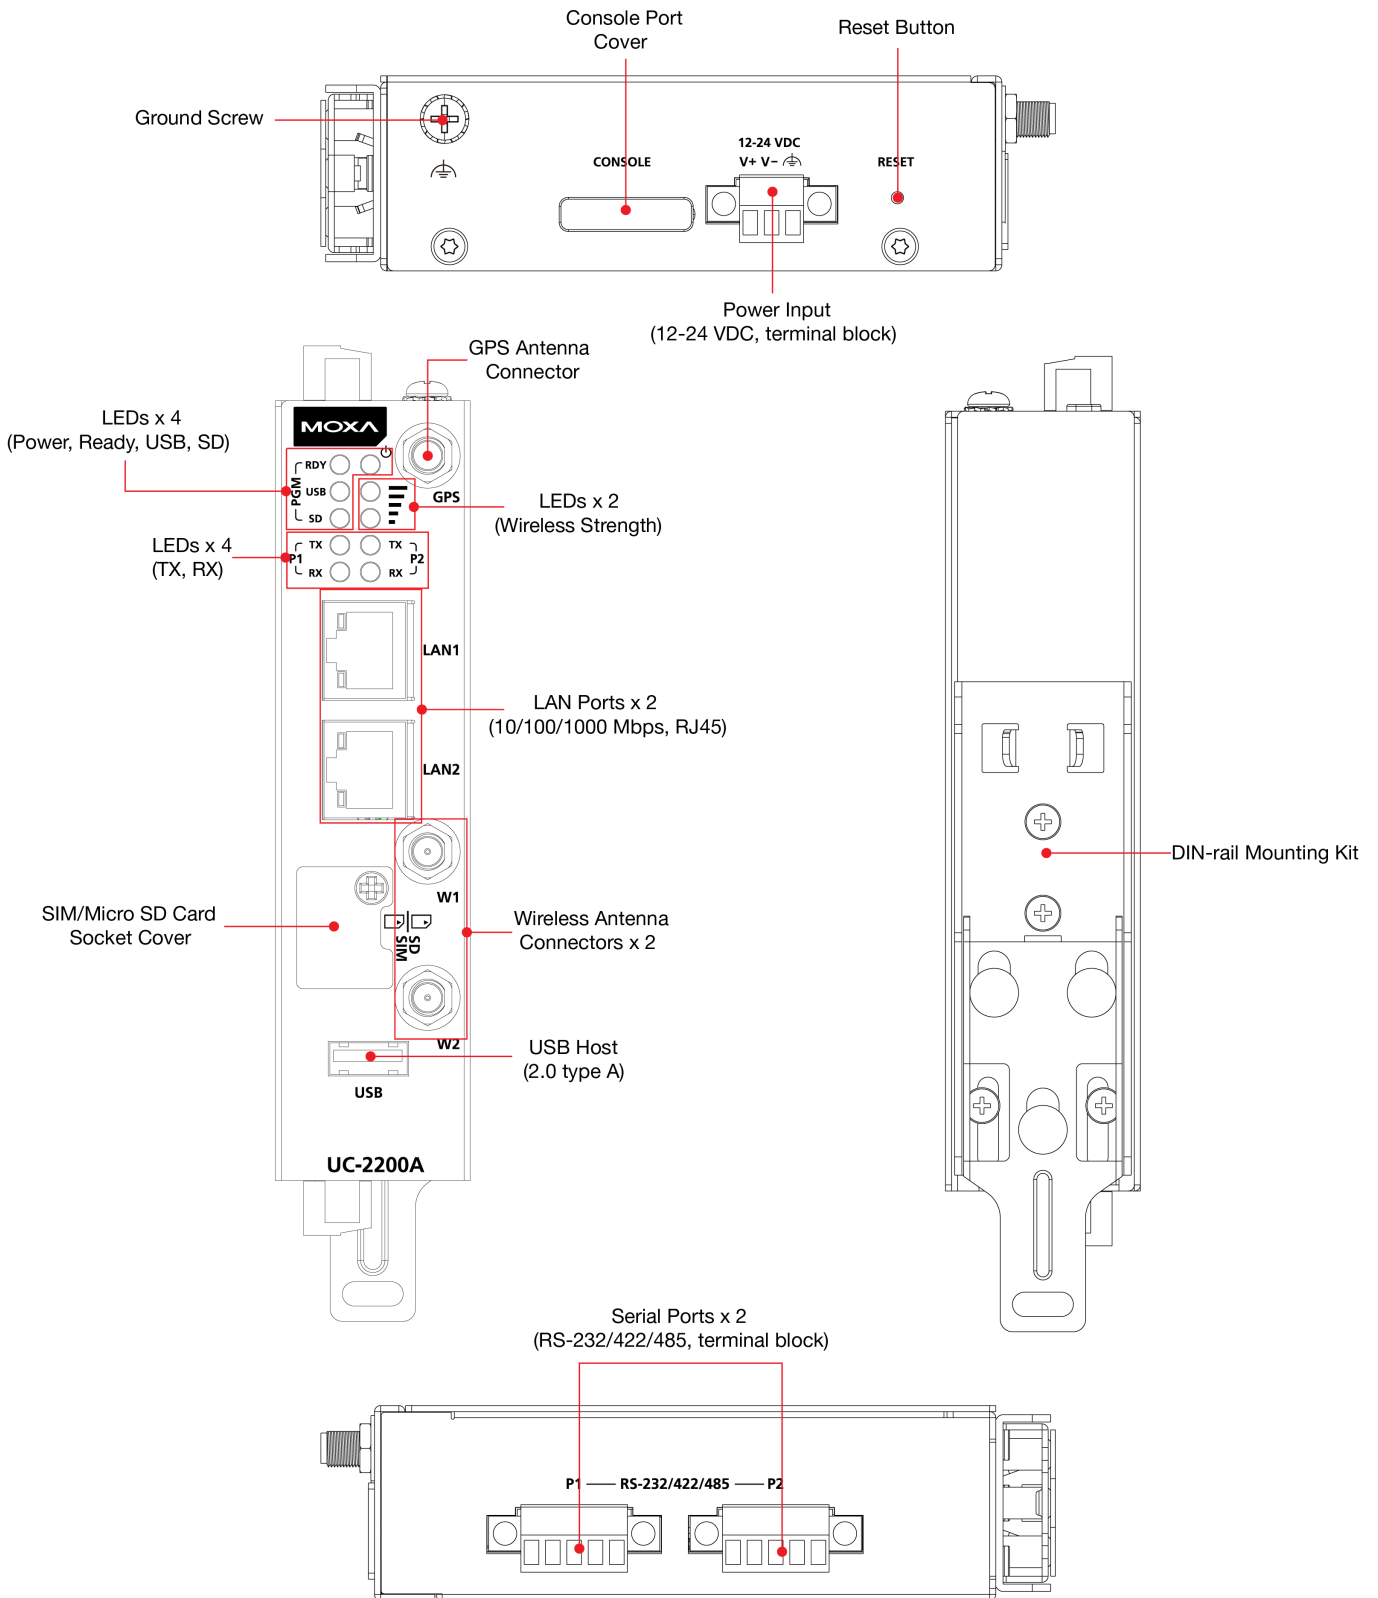 Console Port
Cover
Reset Button
Ground Screw
12-24 VDC
V+ V−
CONSOLE
RESET
Power Input
(12-24 VDC, terminal block)
GPS Antenna
Connector
LEDs x 4
(Power, Ready, USB, SD)
MOXA
RDY
USB
SD
PGM
GPS
LEDs x 2
(Wireless Strength)
LEDs x 4
(TX, RX)
TX
TX
P1
P2
RX
RX
LAN1
LAN Ports x 2
(10/100/1000 Mbps, RJ45)
LAN2
DIN-rail Mounting Kit
W1
SIM/Micro SD Card
Socket Cover
SD
SIM
Wireless Antenna
Connectors x 2
W2
USB Host
(2.0 type A)
USB
UC-2200A
Serial Ports x 2
(RS-232/422/485, terminal block)
P1 RS-232/422/485 P2